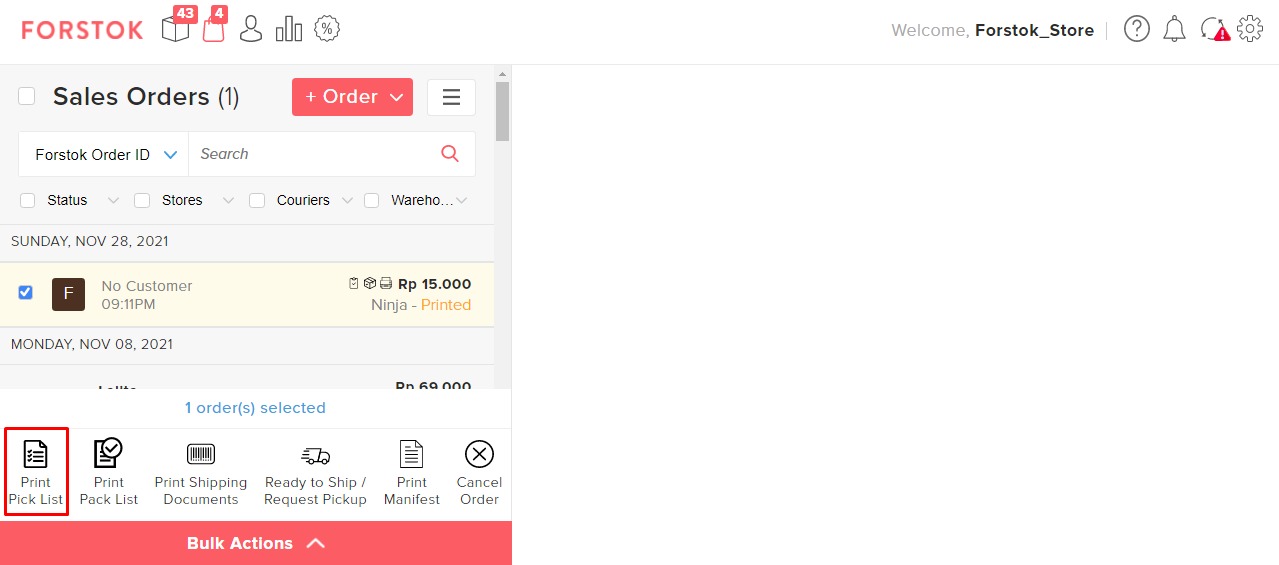 FORSTOK 43 4 % Welcome, Forstok_Store ?
Sales Orders (1) + Order
Forstok Order ID Search
Status Stores Couriers Wareho...
SUNDAY, NOV 28, 2021
F No Customer Rp 15.000
09:11PM Ninja - Printed
MONDAY, NOV 08, 2021
Rp 69.000
1 order(s) selected
Print Pick List
Print Pack List
Print Shipping Documents
Ready to Ship / Request Pickup
Print Manifest
Cancel Order
Bulk Actions